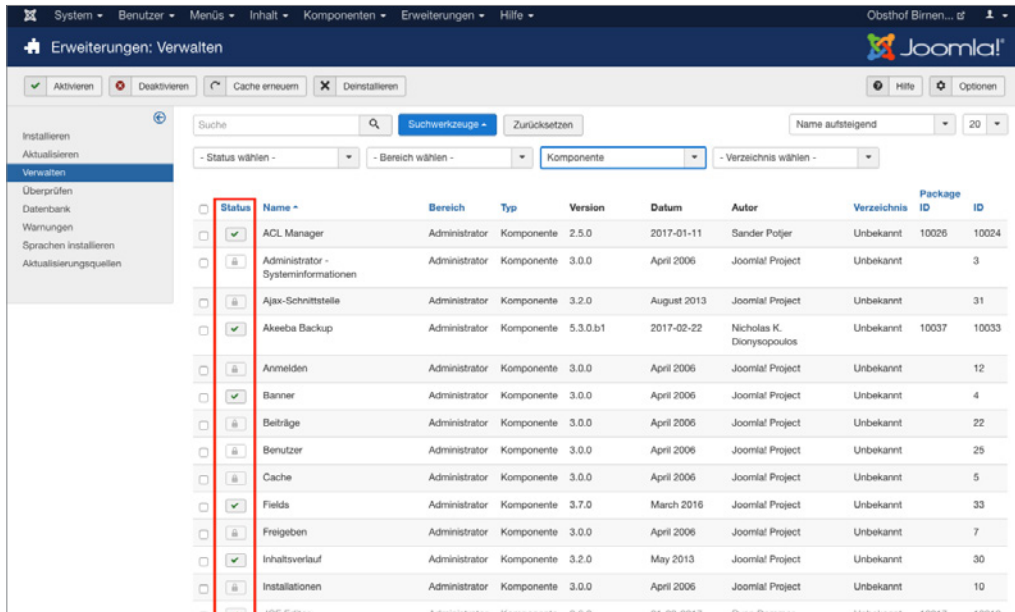 System Benutzer Menüs Inhalt Komponenten Erweiterungen Hilfe Obsthof Birnen...
Erweiterungen: Verwalten Joomla!
Aktivieren Deaktivieren Cache erneuern Deinstallieren Hilfe Optionen
Installieren
Aktualisieren
Verwalten
Überprüfen
Datenbank
Warnungen
Sprachen installieren
Aktualisierungsquellen
Suche Suchwerkzeuge Zurücksetzen Name aufsteigend 20
- Status wählen - - Bereich wählen - Komponente - Verzeichnis wählen -
Status Name Bereich Typ Version Datum Autor Verzeichnis Package ID ID
ACL Manager Administrator Komponente 2.5.0 2017-01-11 Sander Potjer Unbekannt 10026 10024
Administrator - Systeminformationen Administrator Komponente 3.0.0 April 2006 Joomla! Project Unbekannt 3
Ajax-Schnittstelle Administrator Komponente 3.2.0 August 2013 Joomla! Project Unbekannt 31
Akeeba Backup Administrator Komponente 5.3.0.b1 2017-02-22 Nicholas K. Dionysopoulos Unbekannt 10037 10033
Anmelden Administrator Komponente 3.0.0 April 2006 Joomla! Project Unbekannt 12
Banner Administrator Komponente 3.0.0 April 2006 Joomla! Project Unbekannt 4
Beiträge Administrator Komponente 3.0.0 April 2006 Joomla! Project Unbekannt 22
Benutzer Administrator Komponente 3.0.0 April 2006 Joomla! Project Unbekannt 25
Cache Administrator Komponente 3.0.0 April 2006 Joomla! Project Unbekannt 5
Fields Administrator Komponente 3.7.0 March 2016 Joomla! Project Unbekannt 33
Freigeben Administrator Komponente 3.0.0 April 2006 Joomla! Project Unbekannt 7
Inhaltsverlauf Administrator Komponente 3.2.0 May 2013 Joomla! Project Unbekannt 30
Installationen Administrator Komponente 3.0.0 April 2006 Joomla! Project Unbekannt 10